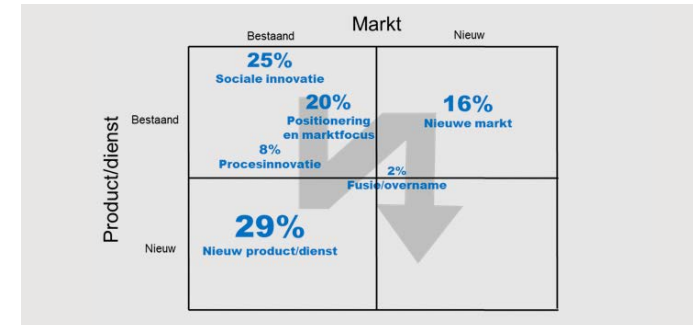 Markt
Bestaand
Nieuw
Product/dienst
Bestaand
Nieuw
25%
Sociale innovatie
20%
Positionering
en marktfocus
8%
Procesinnovatie
16%
Nieuwe markt
2%
Fusie/overname
29%
Nieuw product/dienst